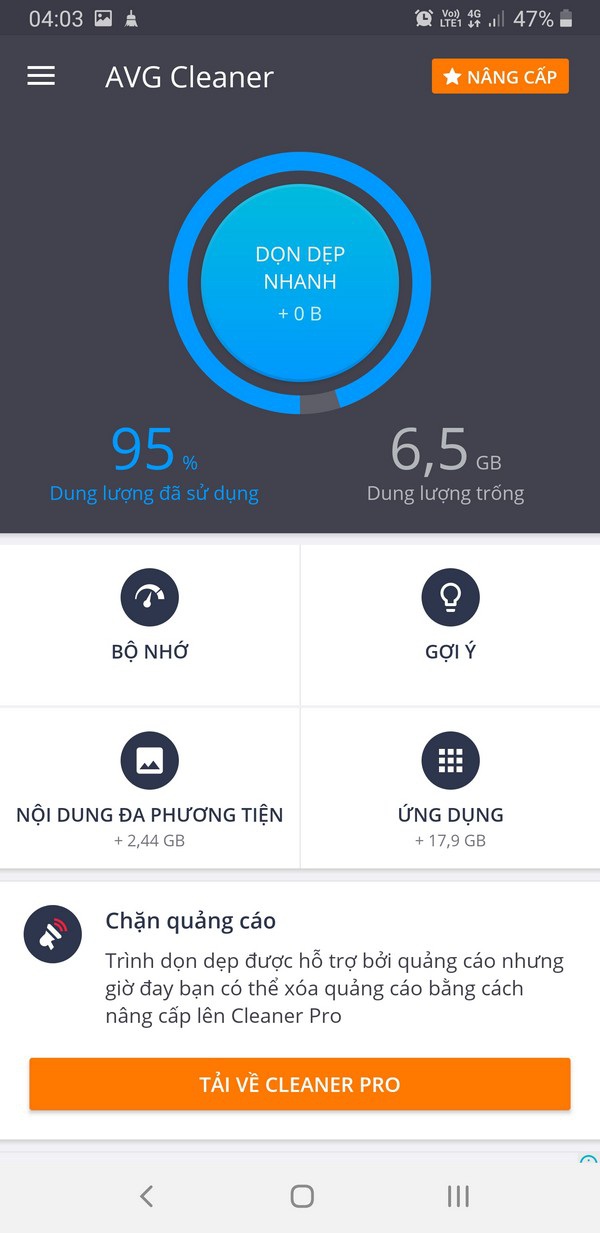 04:03 Vo)) LTE1 4G 47%
AVG Cleaner
NÂNG CẤP
DỌN DẸP
NHANH
+ 0 B
95 %
Dung lượng đã sử dụng
6,5 GB
Dung lượng trống
BỘ NHỚ
GỢI Ý
NỘI DUNG ĐA PHƯƠNG TIỆN
+ 2,44 GB
ỨNG DỤNG
+ 17,9 GB
Chặn quảng cáo
Trình dọn dẹp được hỗ trợ bởi quảng cáo nhưng
giờ đay bạn có thể xóa quảng cáo bằng cách
nâng cấp lên Cleaner Pro
TẢI VỀ CLEANER PRO